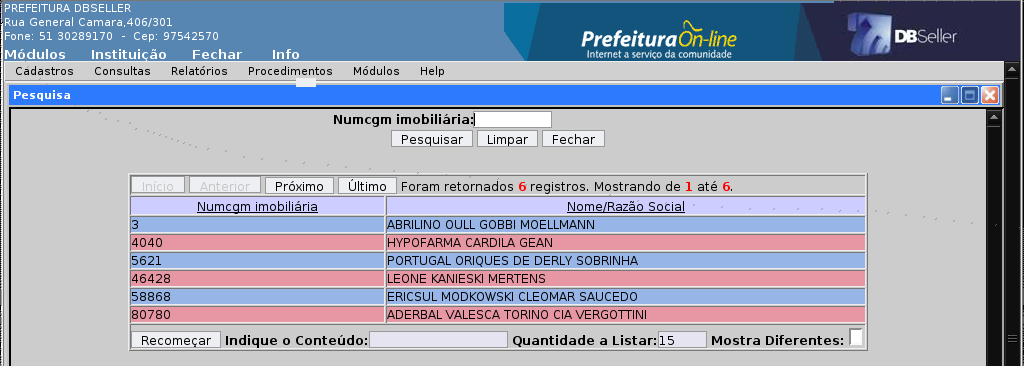 PREFEITURA DBSELLER
Rua General Camara,406/301
Fone: 51 30289170 - Cep: 97542570
Módulos Instituição Fechar Info
PrefeituraOn-line
Internet a serviço da comunidade
DBSeller
Cadastros Consultas Relatórios Procedimentos Módulos Help
Pesquisa
Numcgm imobiliária:
Pesquisar Limpar Fechar
Início Anterior Próximo Último Foram retornados 6 registros. Mostrando de 1 até 6.
Numcgm imobiliária Nome/Razão Social
3 ABRILINO OULL GOBBI MOELLMANN
4040 HYPOFARMA CARDILA GEAN
5621 PORTUGAL ORIQUES DE DERLY SOBRINHA
46428 LEONE KANIESKI MERTENS
58868 ERICSUL MODKOWSKI CLEOMAR SAUCEDO
80780 ADERBAL VALESCA TORINO CIA VERGOTTINI
Recomeçar Indique o Conteúdo: Quantidade a Listar: 15 Mostra Diferentes: